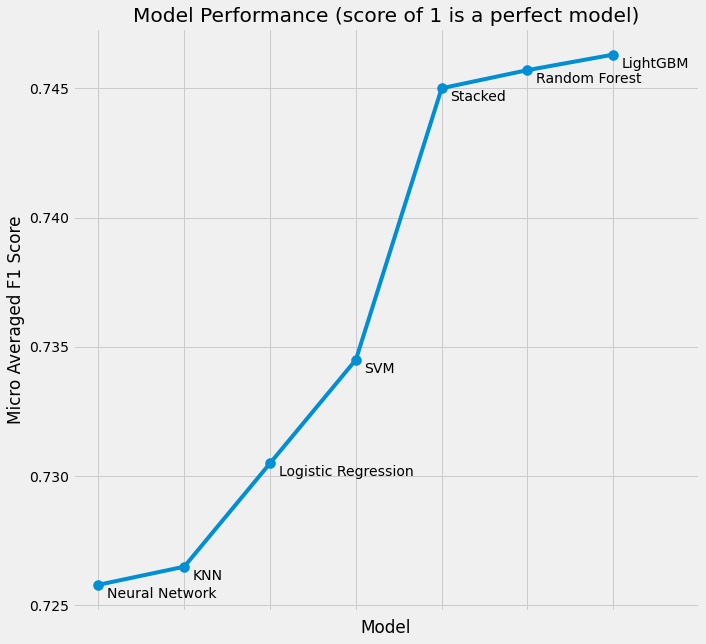 Model Performance (score of 1 is a perfect model)
LightGBM
Random Forest
0.745
Stacked
0.740
Micro Averaged F1 Score
0.735
SVM
0.730
Logistic Regression
KNN
Neural Network
0.725
Model